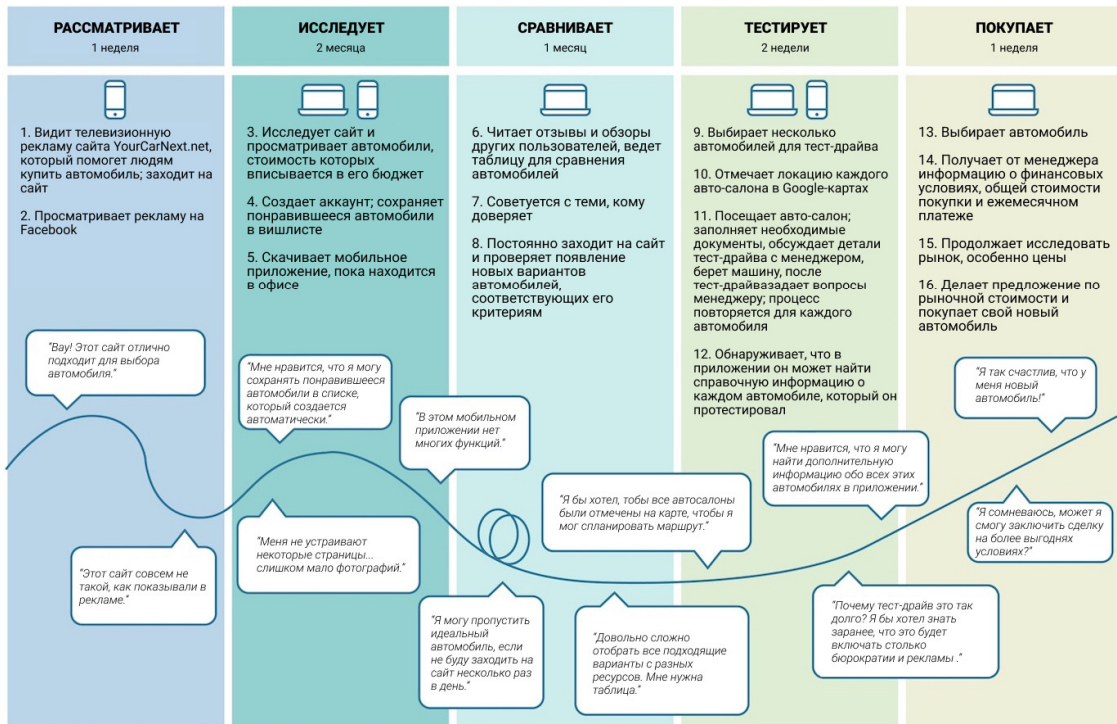 РАССМАТРИВАЕТ
1 неделя
ИССЛЕДУЕТ
2 месяца
СРАВНИВАЕТ
1 месяц
ТЕСТИРУЕТ
2 недели
ПОКУПАЕТ
1 неделя
1. Видит телевизионную
рекламу сайта YourCarNext.net,
который помогет людям
купить автомобиль; заходит на
сайт
2. Просматривает рекламу на
Facebook
3. Исследует сайт и
просматривает автомобили,
стоимость которых
вписывается в его бюджет
4. Создает аккаунт; сохраняет
понравившееся автомобили
в вишлисте
5. Скачивает мобильное
приложение, пока находится
в офисе
6. Читает отзывы и обзоры
других пользователей, ведет
таблицу для сравнения
автомобилей
7. Советуется с теми, кому
доверяет
8. Постоянно заходит на сайт
и проверяет появление
новых вариантов
автомобилей,
соответствующих его
критериям
9. Выбирает несколько
автомобилей для тест-драйва
10. Отмечает локацию каждого
авто-салона в Google-картах
11. Посещает авто-салон;
заполняет необходимые
документы, обсуждает детали
тест-драйва с менеджером,
берет машину, после
тест-драйвазадает вопросы
менеджеру; процесс
повторяется для каждого
автомобиля
12. Обнаруживает, что в
приложении он может найти
справочную информацию о
каждом автомобиле, который он
протестировал
13. Выбирает автомобиль
14. Получает от менеджера
информацию о финансовых
условиях, общей стоимости
покупки и ежемесячном
платеже
15. Продолжает исследовать
рынок, особенно цены
16. Делает предложение по
рыночной стоимости и
покупает свой новый
автомобиль
"Вау! Этот сайт отлично
подходит для выбора
автомобиля."
"Этот сайт совсем не
такой, как показывали в
рекламе."
"Мне нравится, что я могу
сохранять понравившееся
автомобили в списке,
который создается
автоматически."
"Меня не устраивают
некоторые страницы...
слишком мало фотографий."
"В этом мобильном
приложении нет
многих функций."
"Я могу пропустить
идеальный
автомобиль, если
не буду заходить на
сайт несколько раз
в день."
"Я бы хотел, тобы все автосалоны
были отмечены на карте, чтобы я
мог спланировать маршрут."
"Довольно сложно
отобрать все подходящие
варианты с разных
ресурсов. Мне нужна
таблица."
"Мне нравится, что я могу
найти дополнительную
информацию обо всех этих
автомобилях в приложении."
"Почему тест-драйв это так
долго? Я бы хотел знать
заранее, что это будет
включать столько
бюрократии и рекламы ."
"Я так счастлив, что у
меня новый
автомобиль!"
"Я сомневаюсь, может я
смогу заключить сделку
на более выгоднях
условиях?"